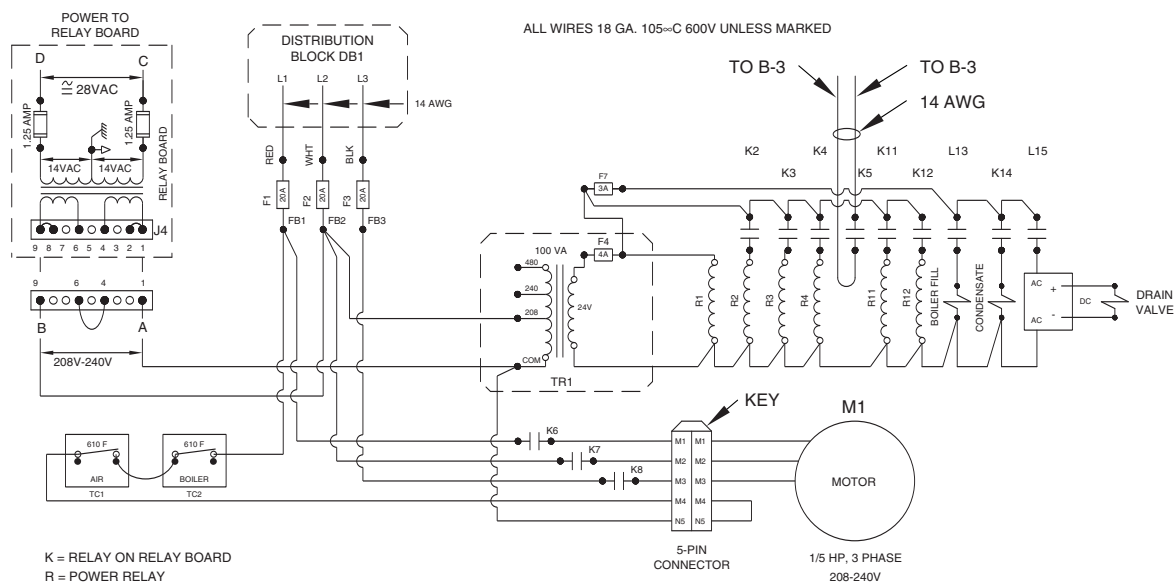 POWER TO
RELAY BOARD
D C
≅ 28VAC
1.25 AMP
1.25 AMP
14VAC 14VAC
RELAY BOARD
J4
9 8 7 6 5 4 3 2 1
9 6 4 1
B A
208V-240V
DISTRIBUTION
BLOCK DB1
L1 L2 L3
14 AWG
RED WHT BLK
F1 20A F2 20A F3 20A
FB1 FB2 FB3
ALL WIRES 18 GA. 105∞C 600V UNLESS MARKED
TO B-3 TO B-3
14 AWG
K2 K4 K11 L13 L15
K3 K5 K12 K14
F7
3A
100 VA
F4
4A
480
240
208
COM
24V
TR1
R1 R2 R3 R4 R11 R12 BOILER FILL CONDENSATE
AC + DC
AC -
DRAIN
VALVE
610 F
AIR
TC1
610 F
BOILER
TC2
K6
K7
K8
KEY
M1 M1
M2 M2
M3 M3
M4 M4
N5 N5
5-PIN
CONNECTOR
M1
MOTOR
1/5 HP, 3 PHASE
208-240V
K = RELAY ON RELAY BOARD
R = POWER RELAY